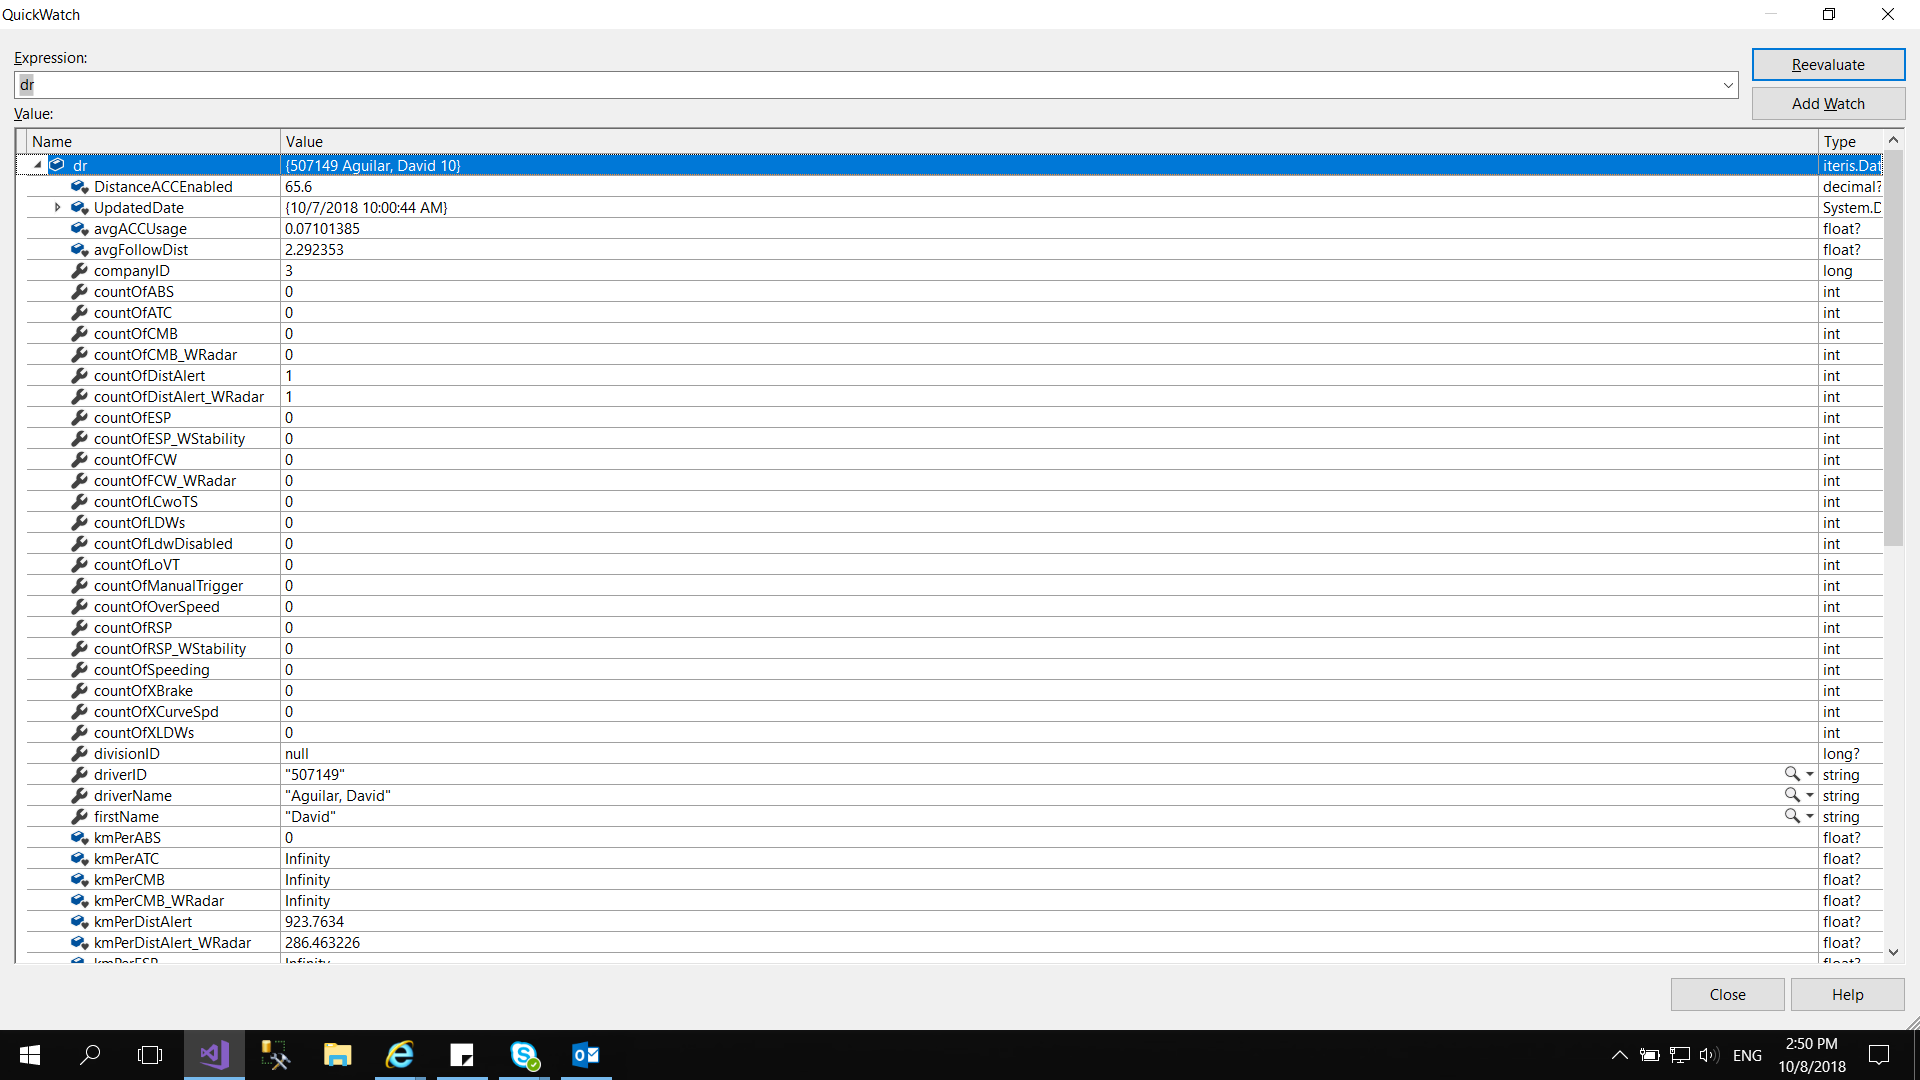 QuickWatch
Expression:
Reevaluate
dr
Add Watch
Value:
Name Value Type
dr {507149 Aguilar, David 10} iteris.Dat
DistanceACCEnabled 65.6 decimal?
UpdatedDate {10/7/2018 10:00:44 AM} System.D
avgACCUsage 0.07101385 float?
avgFollowDist 2.292353 float?
companyID 3 long
countOfABS 0 int
countOfATC 0 int
countOfCMB 0 int
countOfCMB_WRadar 0 int
countOfDistAlert 1 int
countOfDistAlert_WRadar 1 int
countOfESP 0 int
countOfESP_WStability 0 int
countOfFCW 0 int
countOfFCW_WRadar 0 int
countOfLCwoTS 0 int
countOfLDWs 0 int
countOfLdwDisabled 0 int
countOfLoVT 0 int
countOfManualTrigger 0 int
countOfOverSpeed 0 int
countOfRSP 0 int
countOfRSP_WStability 0 int
countOfSpeeding 0 int
countOfXBrake 0 int
countOfXCurveSpd 0 int
countOfXLDWs 0 int
divisionID null long?
driverID "507149" string
driverName "Aguilar, David" string
firstName "David" string
kmPerABS 0 float?
kmPerATC Infinity float?
kmPerCMB Infinity float?
kmPerCMB_WRadar Infinity float?
kmPerDistAlert 923.7634 float?
kmPerDistAlert_WRadar 286.463226 float?
kmPerESP Infinity float?
Close Help
ENG
2:50 PM
10/8/2018